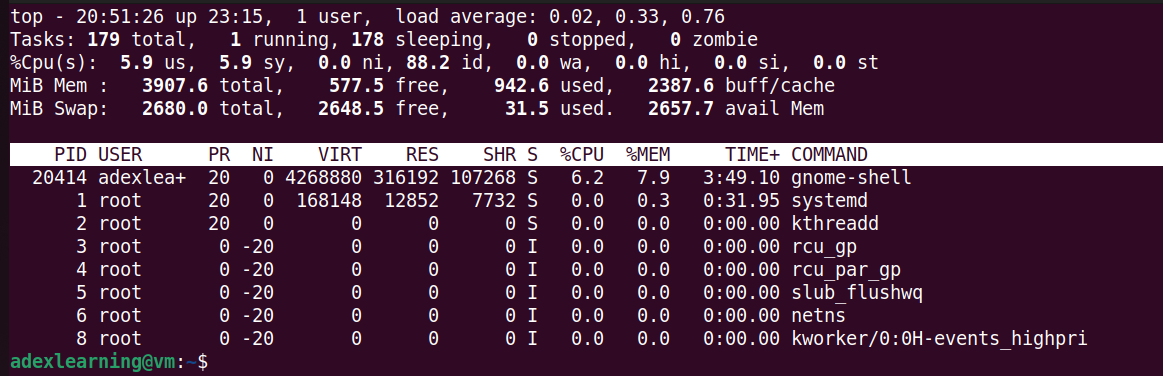 top - 20:51:26 up 23:15,  1 user,  load average: 0.02, 0.33, 0.76
Tasks: 179 total,   1 running, 178 sleeping,   0 stopped,   0 zombie
%Cpu(s):  5.9 us,  5.9 sy,  0.0 ni, 88.2 id,  0.0 wa,  0.0 hi,  0.0 si,  0.0 st
MiB Mem :   3907.6 total,    577.5 free,    942.6 used,   2387.6 buff/cache
MiB Swap:   2680.0 total,   2648.5 free,     31.5 used.   2657.7 avail Mem
    PID USER      PR  NI    VIRT    RES    SHR S  %CPU  %MEM     TIME+ COMMAND
  20414 adexlea+  20   0 4268880 316192 107268 S   6.2   7.9   3:49.10 gnome-shell
      1 root      20   0  168148  12852   7732 S   0.0   0.3   0:31.95 systemd
      2 root      20   0       0      0      0 S   0.0   0.0   0:00.00 kthreadd
      3 root       0 -20       0      0      0 I   0.0   0.0   0:00.00 rcu_gp
      4 root       0 -20       0      0      0 I   0.0   0.0   0:00.00 rcu_par_gp
      5 root       0 -20       0      0      0 I   0.0   0.0   0:00.00 slub_flushwq
      6 root       0 -20       0      0      0 I   0.0   0.0   0:00.00 netns
      8 root       0 -20       0      0      0 I   0.0   0.0   0:00.00 kworker/0:0H-events_highpri
adexlearning@vm:~$